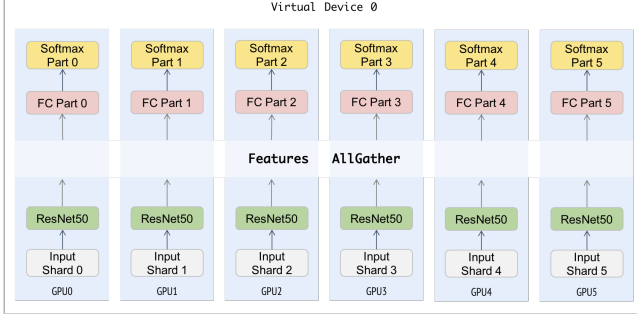 Virtual Device 0
Softmax Part 0
Softmax Part 1
Softmax Part 2
Softmax Part 3
Softmax Part 4
Softmax Part 5
FC Part 0
FC Part 1
FC Part 2
FC Part 3
FC Part 4
FC Part 5
Features AllGather
ResNet50
ResNet50
ResNet50
ResNet50
ResNet50
ResNet50
Input Shard 0
Input Shard 1
Input Shard 2
Input Shard 3
Input Shard 4
Input Shard 5
GPU0
GPU1
GPU2
GPU3
GPU4
GPU5